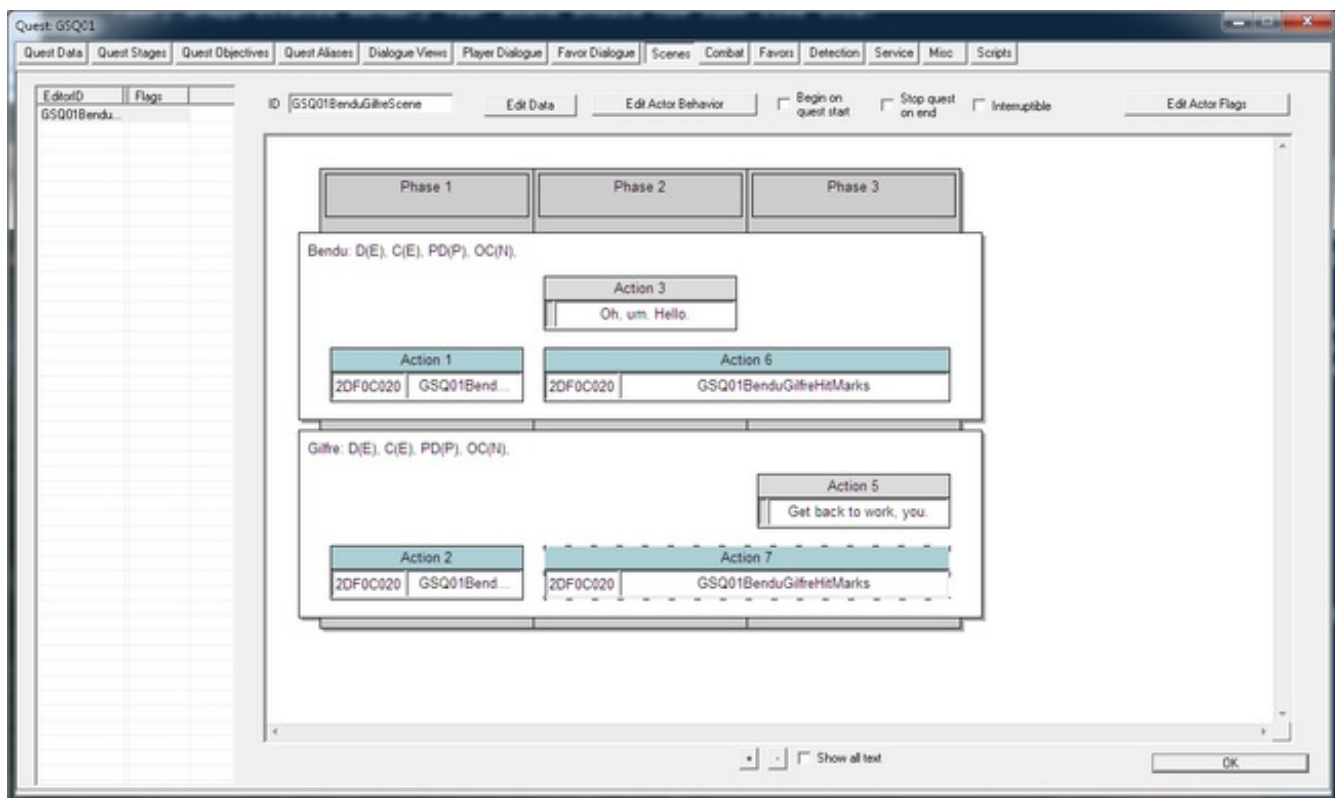 Quest: GSQ01
Quest Data Quest Stages Quest Objectives Quest Aliases Dialogue Views Player Dialogue Favor Dialogue Scenes Combat Favors Detection Service Misc Scripts
EditorID Flags
GSQ01Bendu...
ID GSQ01BenduGilfreScene Edit Data Edit Actor Behavior Begin on quest start Stop quest on end Interruptible Edit Actor Flags
Phase 1 Phase 2 Phase 3
Bendu: D(E), C(E), PD(P), OC(N),
Action 3
Oh, um. Hello.
Action 1 Action 6
2DF0C020 GSQ01Bend... 2DF0C020 GSQ01BenduGilfreHitMarks
Gilfre: D(E), C(E), PD(P), OC(N),
Action 5
Get back to work, you.
Action 2 Action 7
2DF0C020 GSQ01Bend... 2DF0C020 GSQ01BenduGilfreHitMarks
+ - Show all text
OK